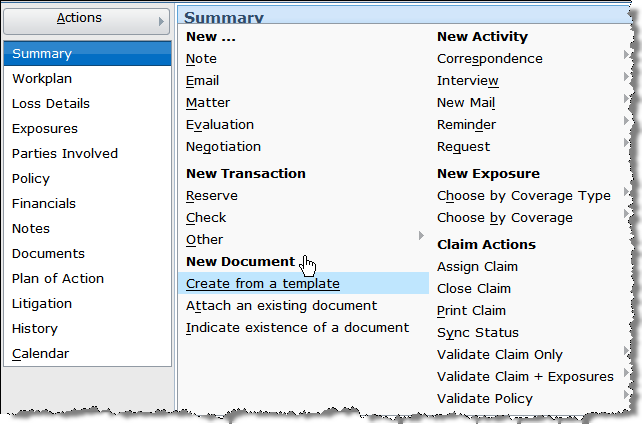 Actions
Summary
Workplan
Loss Details
Exposures
Parties Involved
Policy
Financials
Notes
Documents
Plan of Action
Litigation
History
Calendar
Summary
New ...
Note
Email
Matter
Evaluation
Negotiation
New Transaction
Reserve
Check
Other
New Document
Create from a template
Attach an existing document
Indicate existence of a document
New Activity
Correspondence
Interview
New Mail
Reminder
Request
New Exposure
Choose by Coverage Type
Choose by Coverage
Claim Actions
Assign Claim
Close Claim
Print Claim
Sync Status
Validate Claim Only
Validate Claim + Exposures
Validate Policy